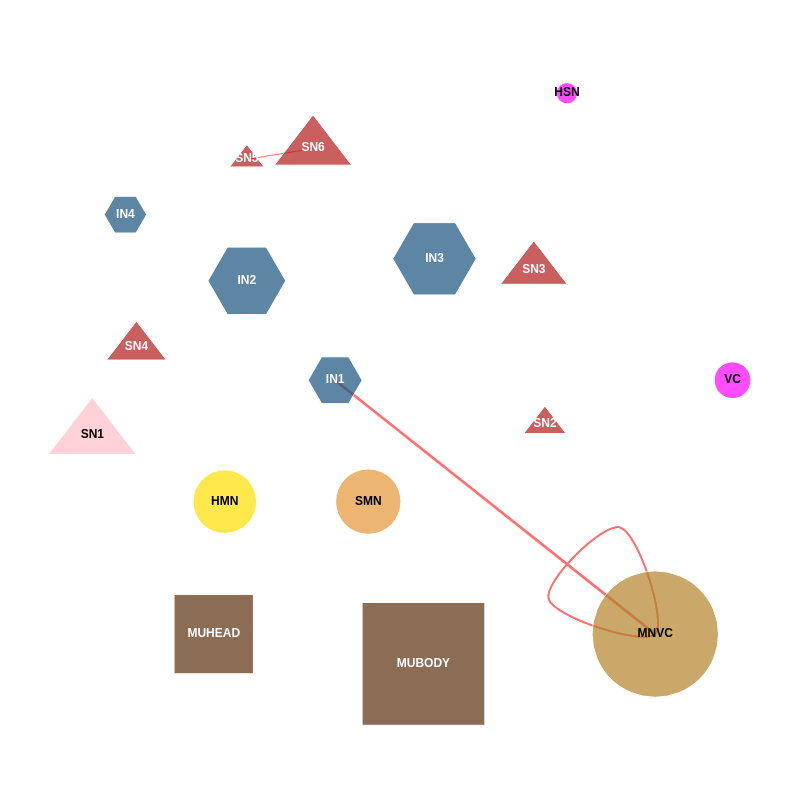 HSN
SN6
SN5
IN4
IN3
SN3
IN2
SN4
IN1
VC
SN2
SN1
HMN
SMN
MUHEAD
MNVC
MUBODY